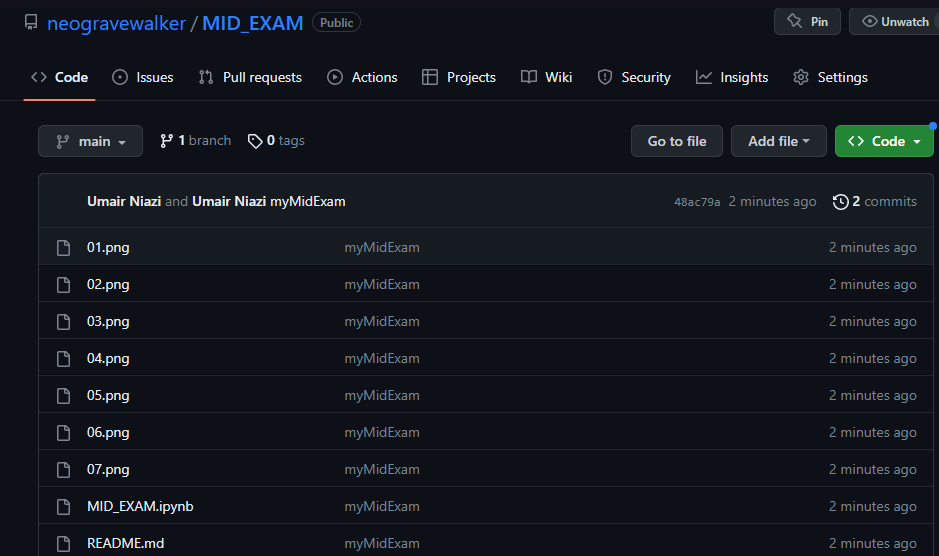 neogravewalker / MID_EXAM Public Pin Unwatch
Code Issues Pull requests Actions Projects Wiki Security Insights Settings
main 1 branch 0 tags Go to file Add file Code
Umair Niazi and Umair Niazi myMidExam 48ac79a 2 minutes ago 2 commits
01.png myMidExam 2 minutes ago
02.png myMidExam 2 minutes ago
03.png myMidExam 2 minutes ago
04.png myMidExam 2 minutes ago
05.png myMidExam 2 minutes ago
06.png myMidExam 2 minutes ago
07.png myMidExam 2 minutes ago
MID_EXAM.ipynb myMidExam 2 minutes ago
README.md myMidExam 2 minutes ago